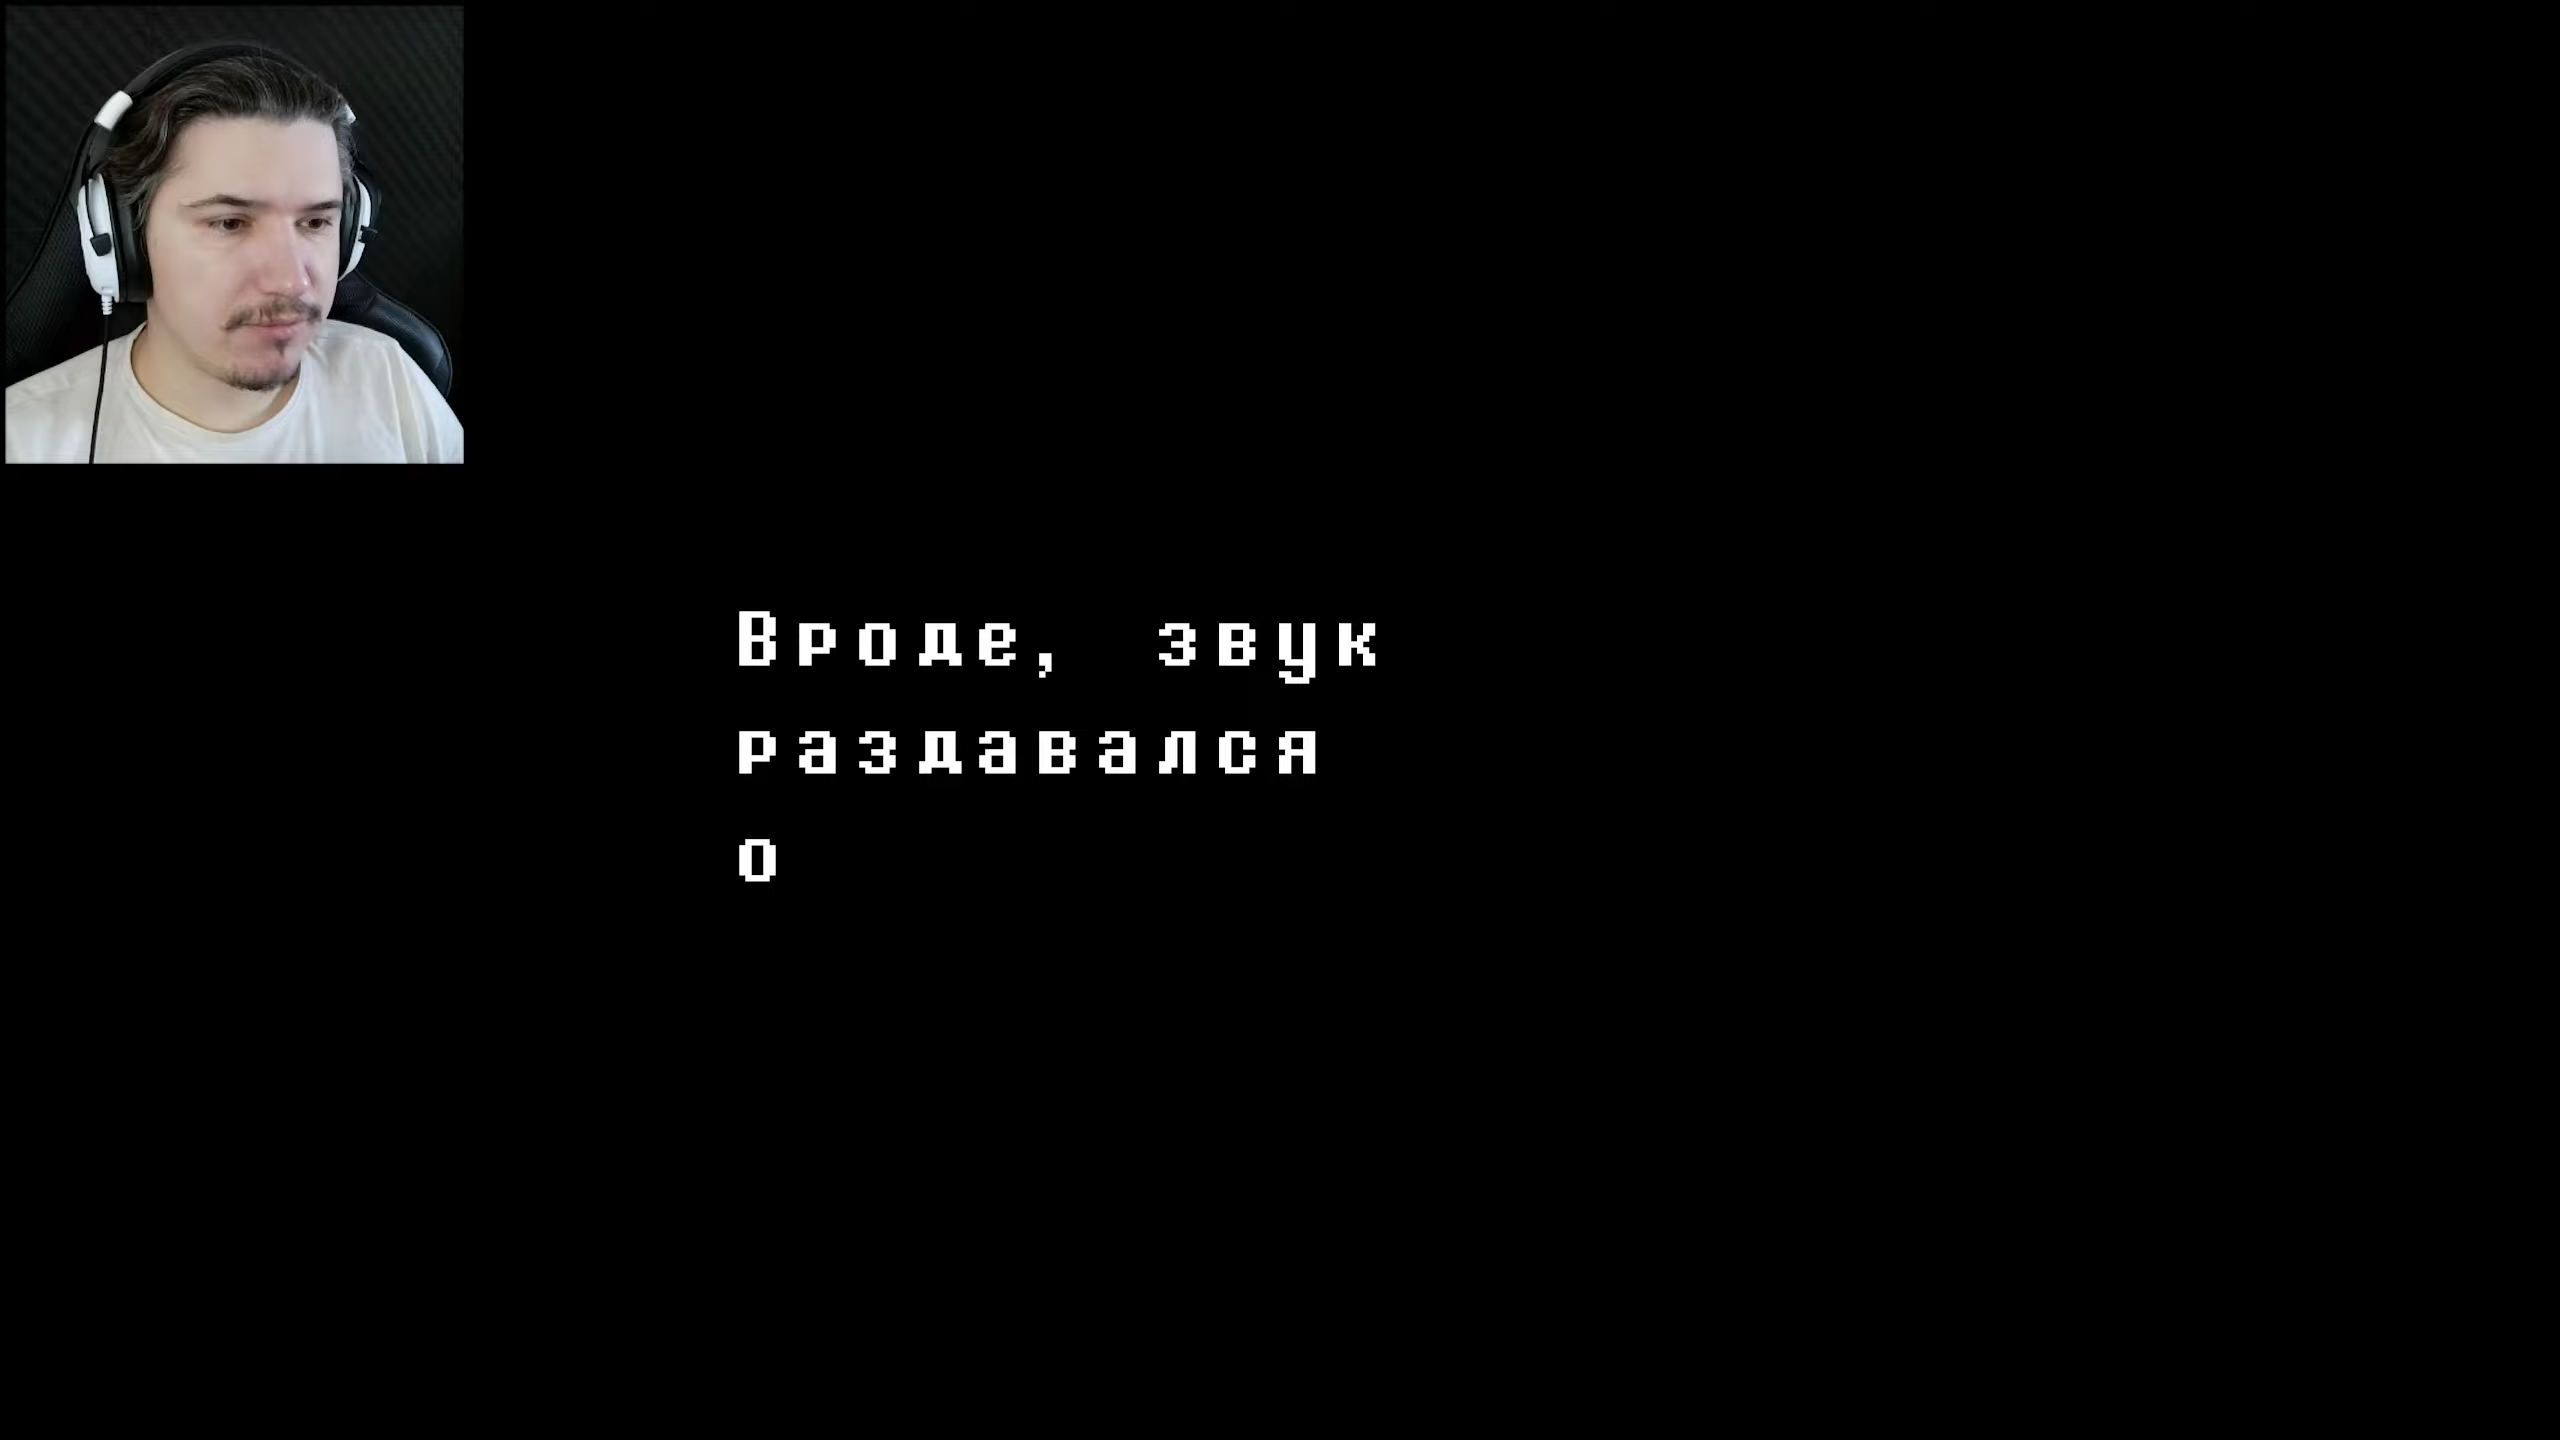 Вроде, звук
раздавался
о